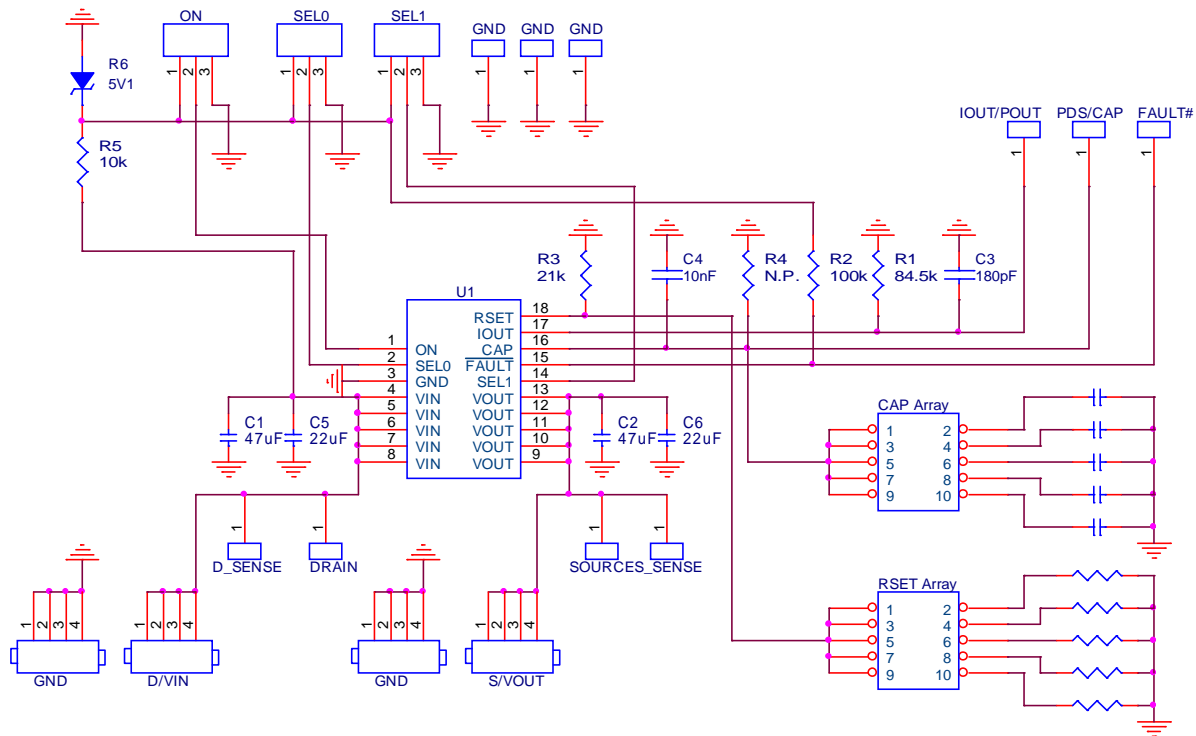 ON
SEL0
SEL1
GND
GND
GND
1
2
3
1
2
3
1
2
3
1
1
1
R6
5V1
R5
10k
IOUT/POUT
PDS/CAP
FAULT#
1
1
1
R3
21k
C4
10nF
R4
N.P.
R2
100k
R1
84.5k
C3
180pF
U1
1
2
3
4
5
6
7
8
ON
SEL0
GND
VIN
VIN
VIN
VIN
VIN
RSET
IOUT
CAP
FAULT
SEL1
VOUT
VOUT
VOUT
VOUT
VOUT
18
17
16
15
14
13
12
11
10
9
C1
47uF
C5
22uF
C2
47uF
C6
22uF
CAP Array
1
2
3
4
5
6
7
8
9
10
1
1
1
1
D_SENSE
DRAIN
SOURCES_SENSE
RSET Array
1
2
3
4
5
6
7
8
9
10
1
2
3
4
1
2
3
4
1
2
3
4
1
2
3
4
GND
D/VIN
GND
S/VOUT